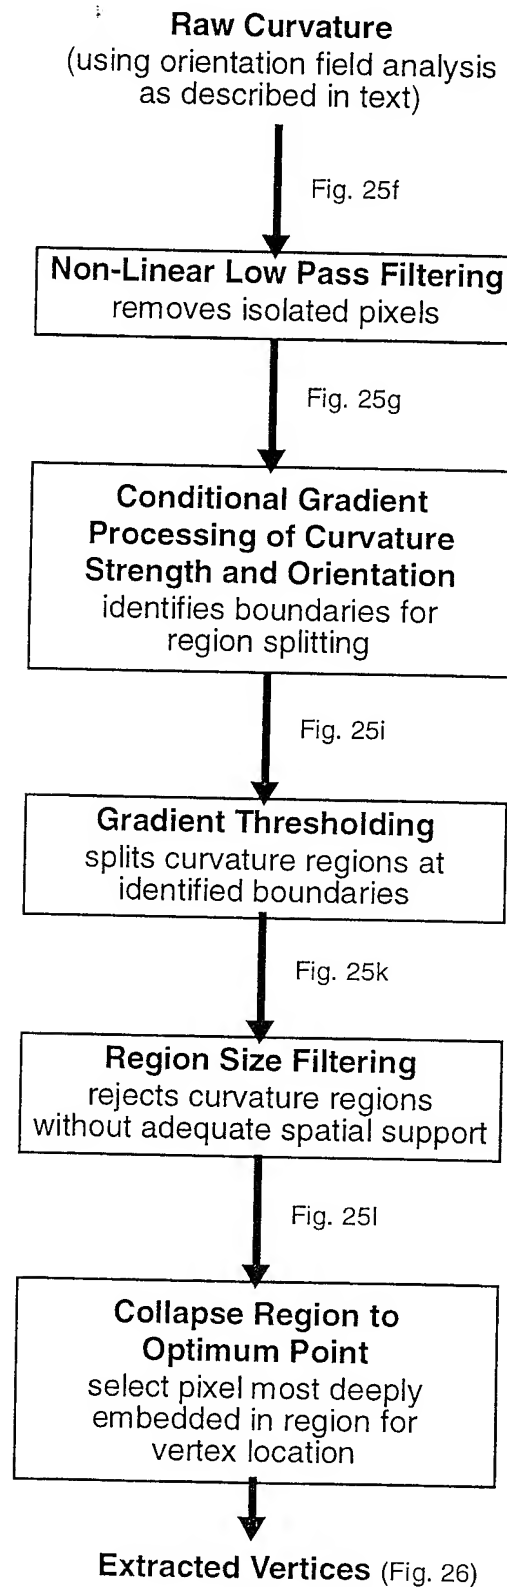 Raw Curvature
(using orientation field analysis
as described in text)
Fig. 25f
Non-Linear Low Pass Filtering
removes isolated pixels
Fig. 25g
Conditional Gradient
Processing of Curvature
Strength and Orientation
identifies boundaries for
region splitting
Fig. 25i
Gradient Thresholding
splits curvature regions at
identified boundaries
Fig. 25k
Region Size Filtering
rejects curvature regions
without adequate spatial support
Fig. 25l
Collapse Region to
Optimum Point
select pixel most deeply
embedded in region for
vertex location
Extracted Vertices (Fig. 26)